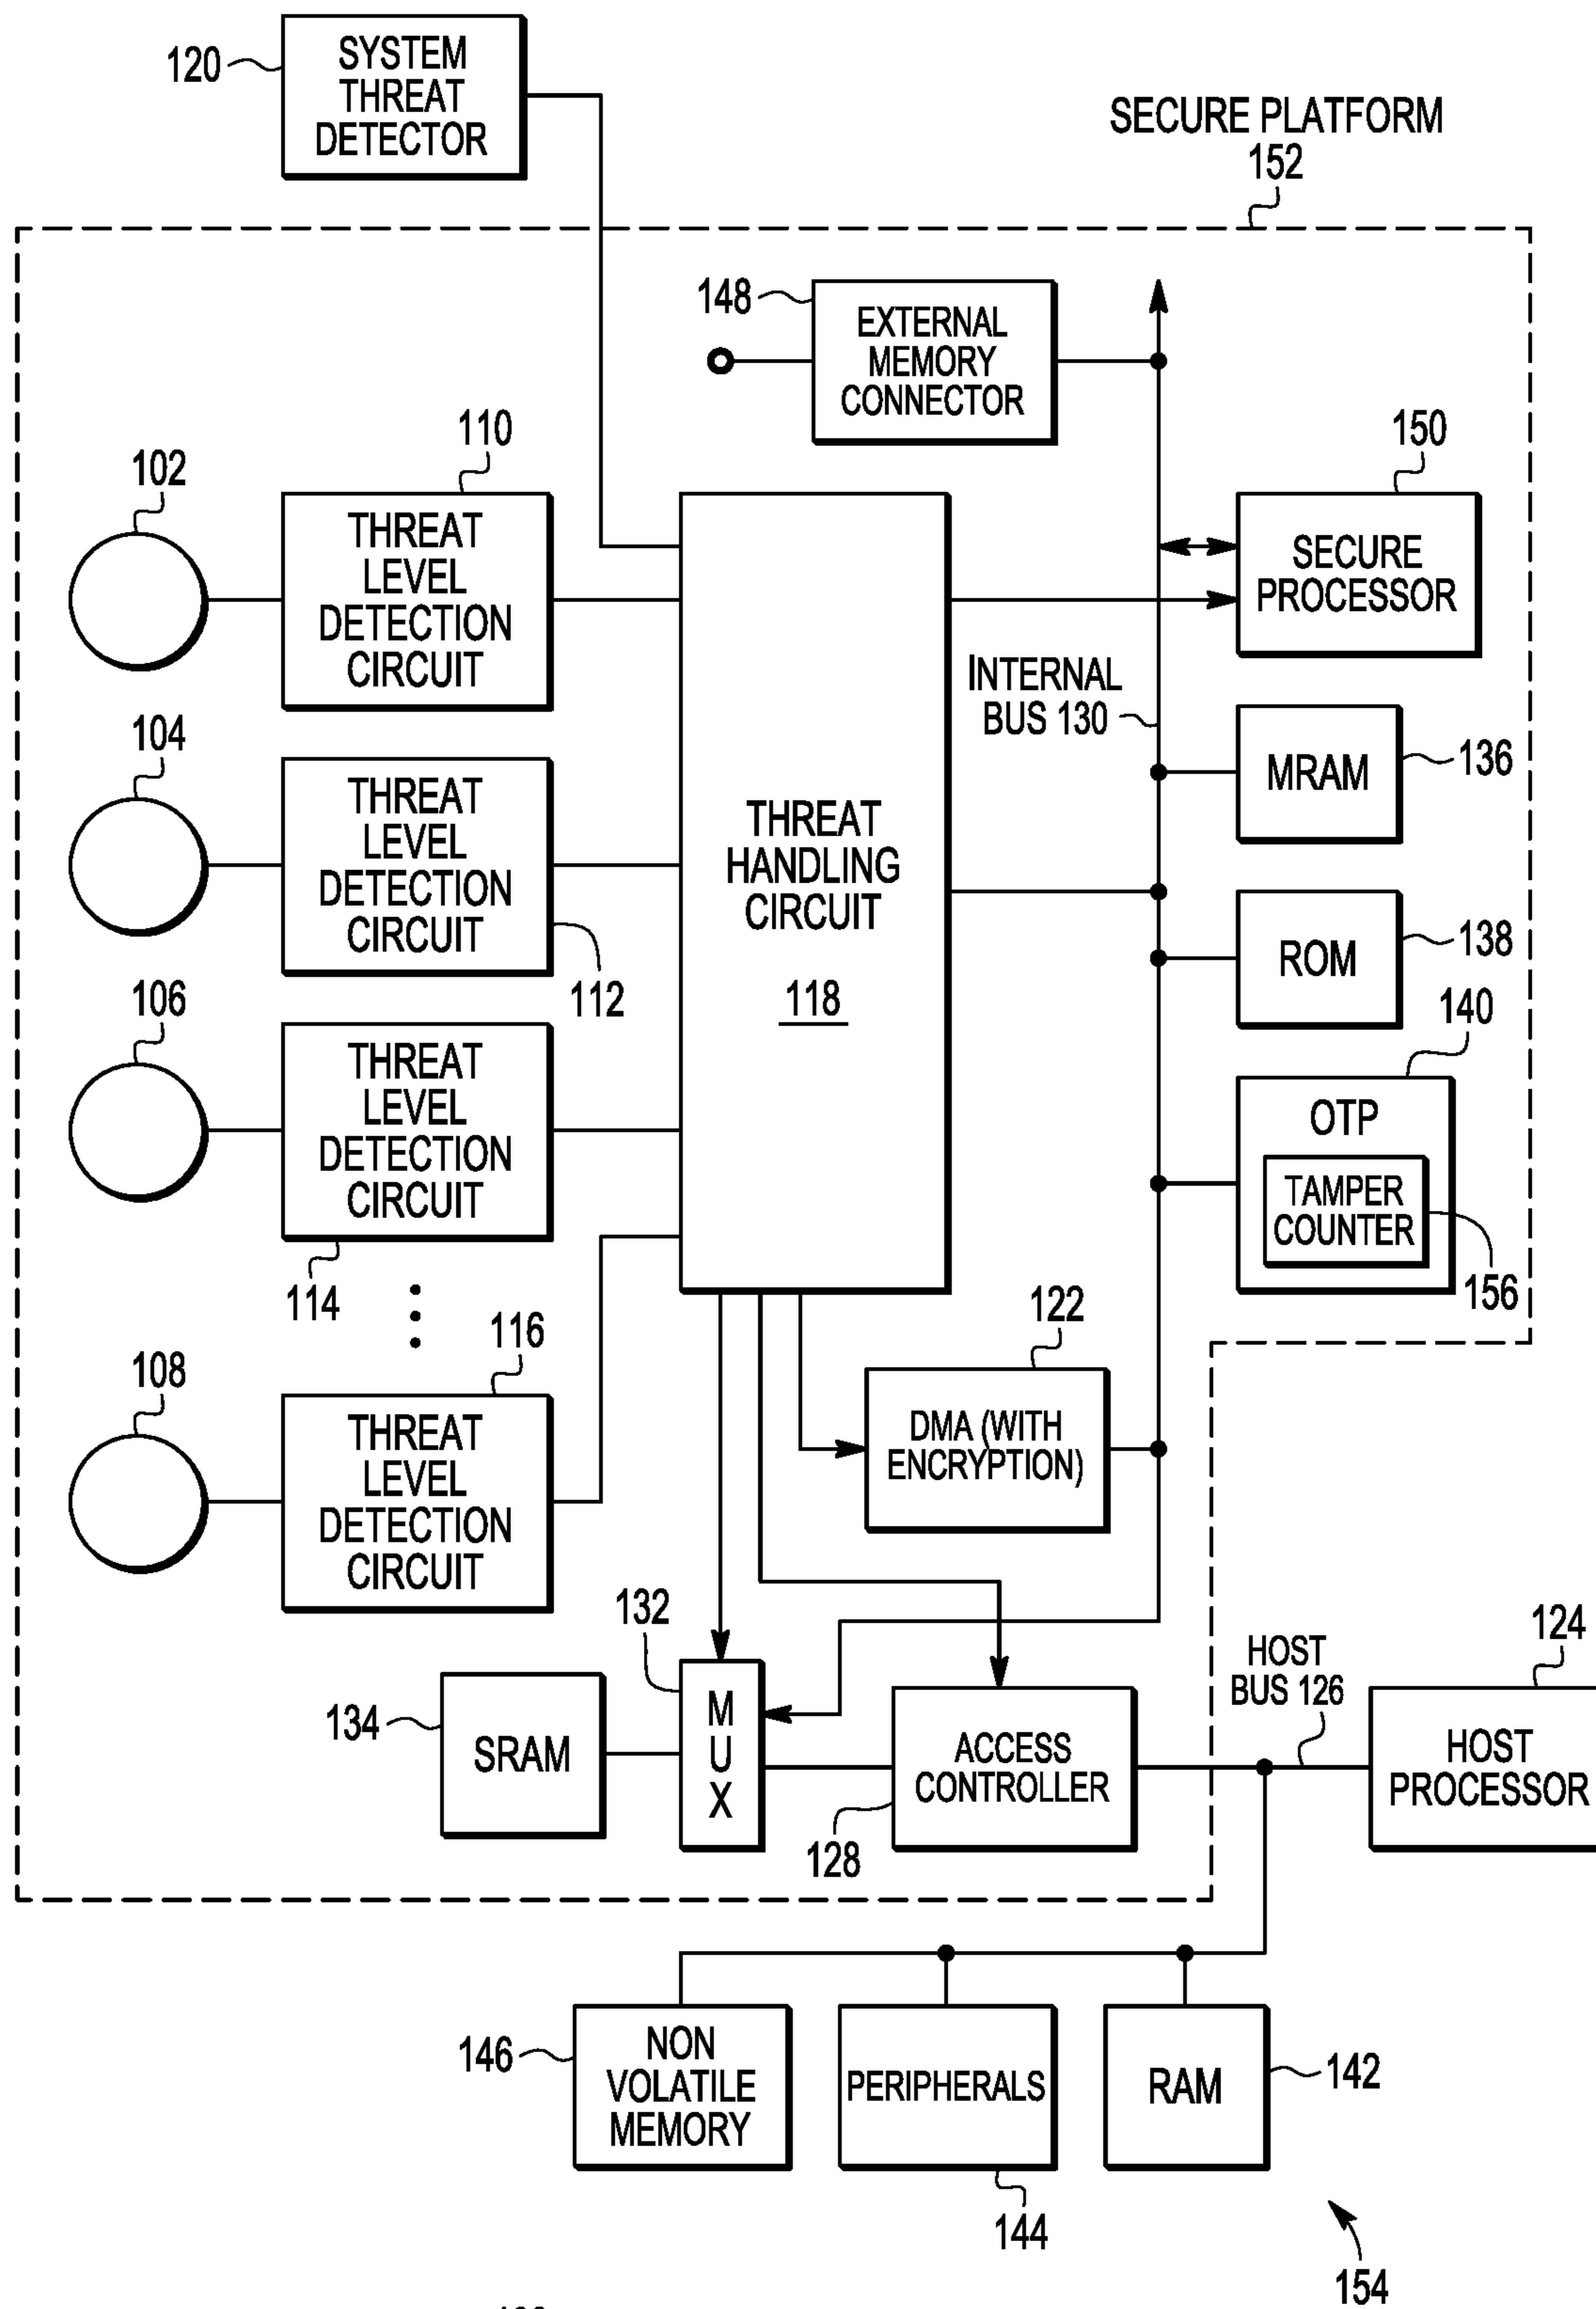 120
SYSTEM
THREAT
DETECTOR
SECURE PLATFORM
152
148
EXTERNAL
MEMORY
CONNECTOR
110
150
102
THREAT
LEVEL
DETECTION
CIRCUIT
SECURE
PROCESSOR
INTERNAL
BUS 130
104
THREAT
LEVEL
DETECTION
CIRCUIT
112
MRAM
136
THREAT
HANDLING
CIRCUIT
118
ROM
138
106
THREAT
LEVEL
DETECTION
CIRCUIT
114
140
OTP
TAMPER
COUNTER
156
116
108
THREAT
LEVEL
DETECTION
CIRCUIT
122
DMA (WITH
ENCRYPTION)
132
134
SRAM
M
U
X
ACCESS
CONTROLLER
128
HOST
BUS 126
124
HOST
PROCESSOR
146
NON
VOLATILE
MEMORY
PERIPHERALS
144
RAM
142
154